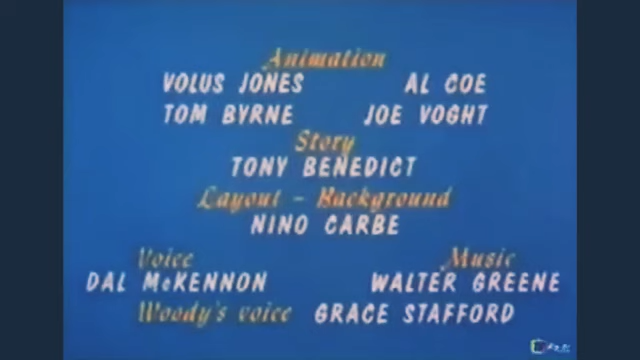 Animation
VOLUS JONES AL COE
TOM BYRNE JOE VOGHT
Story
TONY BENEDICT
Layout - Background
NINO CARBE
Voice Music
DAL McKENNON WALTER GREENE
Woody's voice GRACE STAFFORD